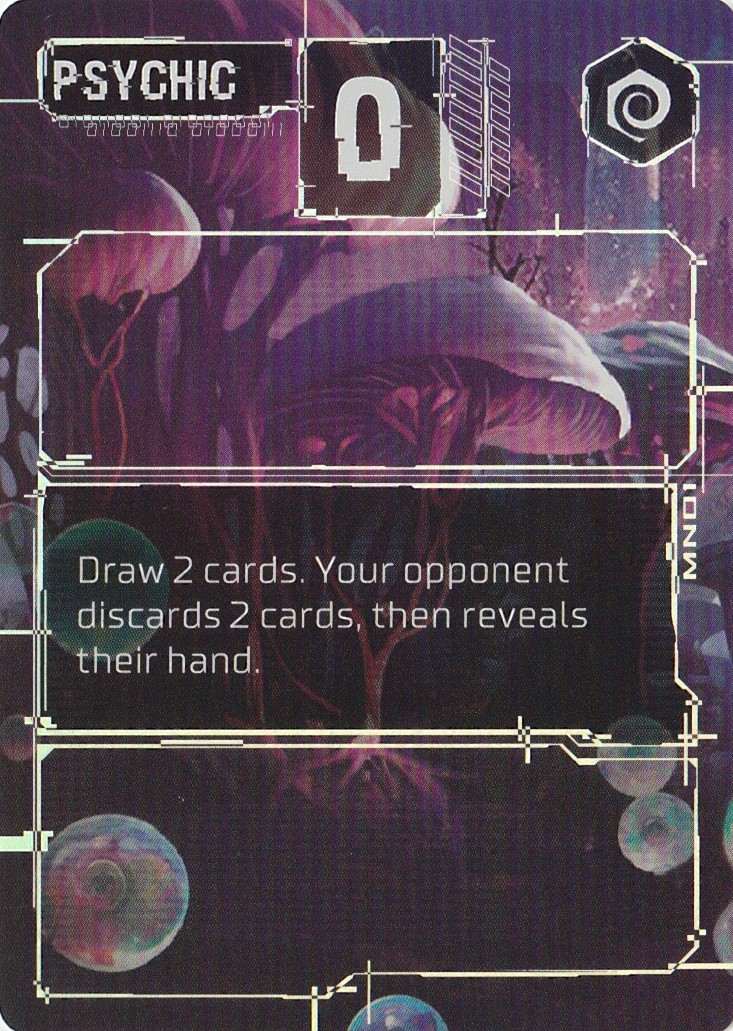 PSYCHIC
0
MN01
Draw 2 cards. Your opponent
discards 2 cards, then reveals
their hand.